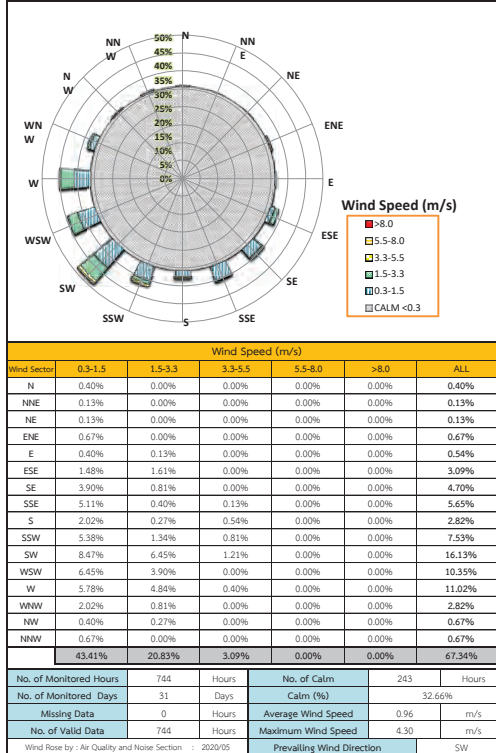 N
NN
E
NE
ENE
E
ESE
SE
SSE
S
SSW
SW
WSW
W
WN
W
N
W
NN
W
50%
45%
40%
35%
30%
25%
20%
15%
10%
5%
0%
Wind Speed (m/s)
>8.0
5.5-8.0
3.3-5.5
1.5-3.3
0.3-1.5
CALM <0.3
Wind Speed (m/s)
Wind Sector 0.3-1.5 1.5-3.3 3.3-5.5 5.5-8.0 >8.0 ALL
N 0.40% 0.00% 0.00% 0.00% 0.00% 0.40%
NNE 0.13% 0.00% 0.00% 0.00% 0.00% 0.13%
NE 0.13% 0.00% 0.00% 0.00% 0.00% 0.13%
ENE 0.67% 0.00% 0.00% 0.00% 0.00% 0.67%
E 0.40% 0.13% 0.00% 0.00% 0.00% 0.54%
ESE 1.48% 1.61% 0.00% 0.00% 0.00% 3.09%
SE 3.90% 0.81% 0.00% 0.00% 0.00% 4.70%
SSE 5.11% 0.40% 0.13% 0.00% 0.00% 5.65%
S 2.02% 0.27% 0.54% 0.00% 0.00% 2.82%
SSW 5.38% 1.34% 0.81% 0.00% 0.00% 7.53%
SW 8.47% 6.45% 1.21% 0.00% 0.00% 16.13%
WSW 6.45% 3.90% 0.00% 0.00% 0.00% 10.35%
W 5.78% 4.84% 0.40% 0.00% 0.00% 11.02%
WNW 2.02% 0.81% 0.00% 0.00% 0.00% 2.82%
NW 0.40% 0.27% 0.00% 0.00% 0.00% 0.67%
NNW 0.67% 0.00% 0.00% 0.00% 0.00% 0.67%
43.41% 20.83% 3.09% 0.00% 0.00% 67.34%
No. of Monitored Hours 744 Hours No. of Calm 243 Hours
No. of Monitored Days 31 Days Calm (%) 32.66%
Missing Data 0 Hours Average Wind Speed 0.96 m/s
No. of Valid Data 744 Hours Maximum Wind Speed 4.30 m/s
Wind Rose by : Air Quality and Noise Section : 2020/05 Prevailing Wind Direction SW